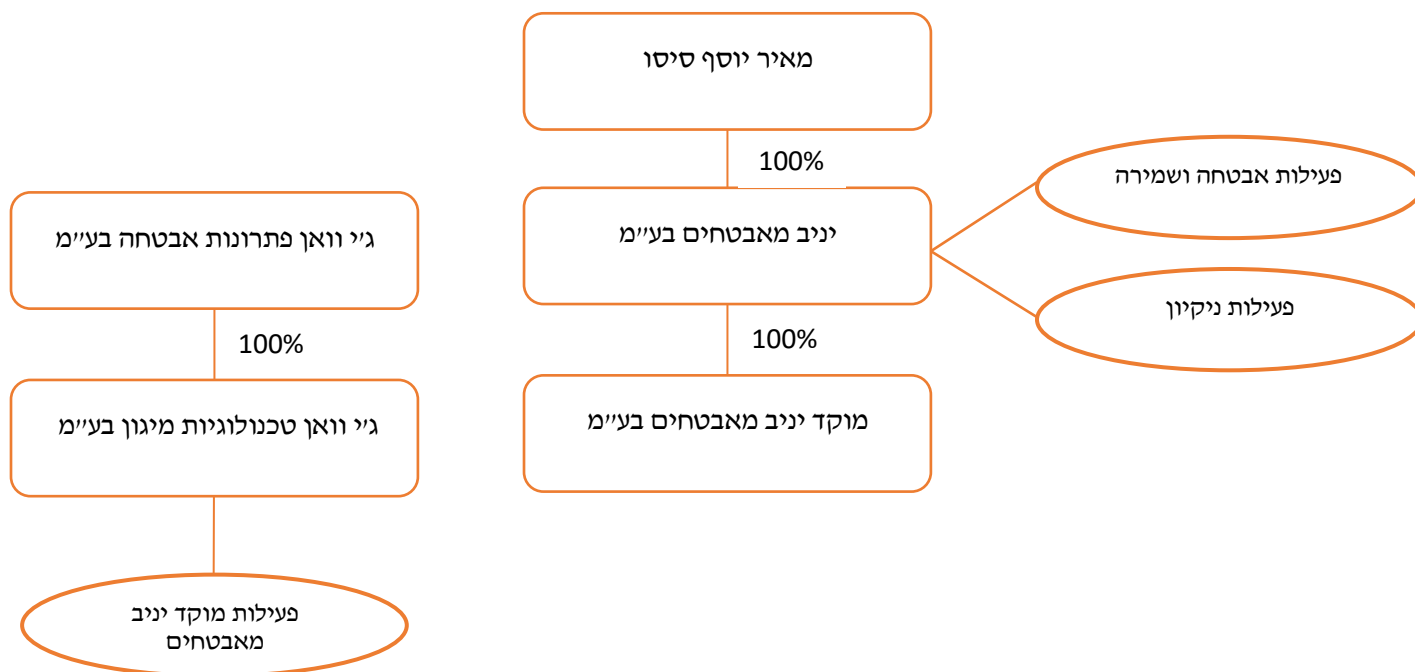 מאיר יוסף סיסו
100%
פעילות אבטחה ושמירה
יניב מאבטחים בע״מ
ג׳י וואן פתרונות אבטחה בע״מ
פעילות ניקיון
100%
100%
מוקד יניב מאבטחים בע״מ
ג׳י וואן טכנולוגיות מיגון בע״מ
פעילות מוקד יניב
מאבטחים